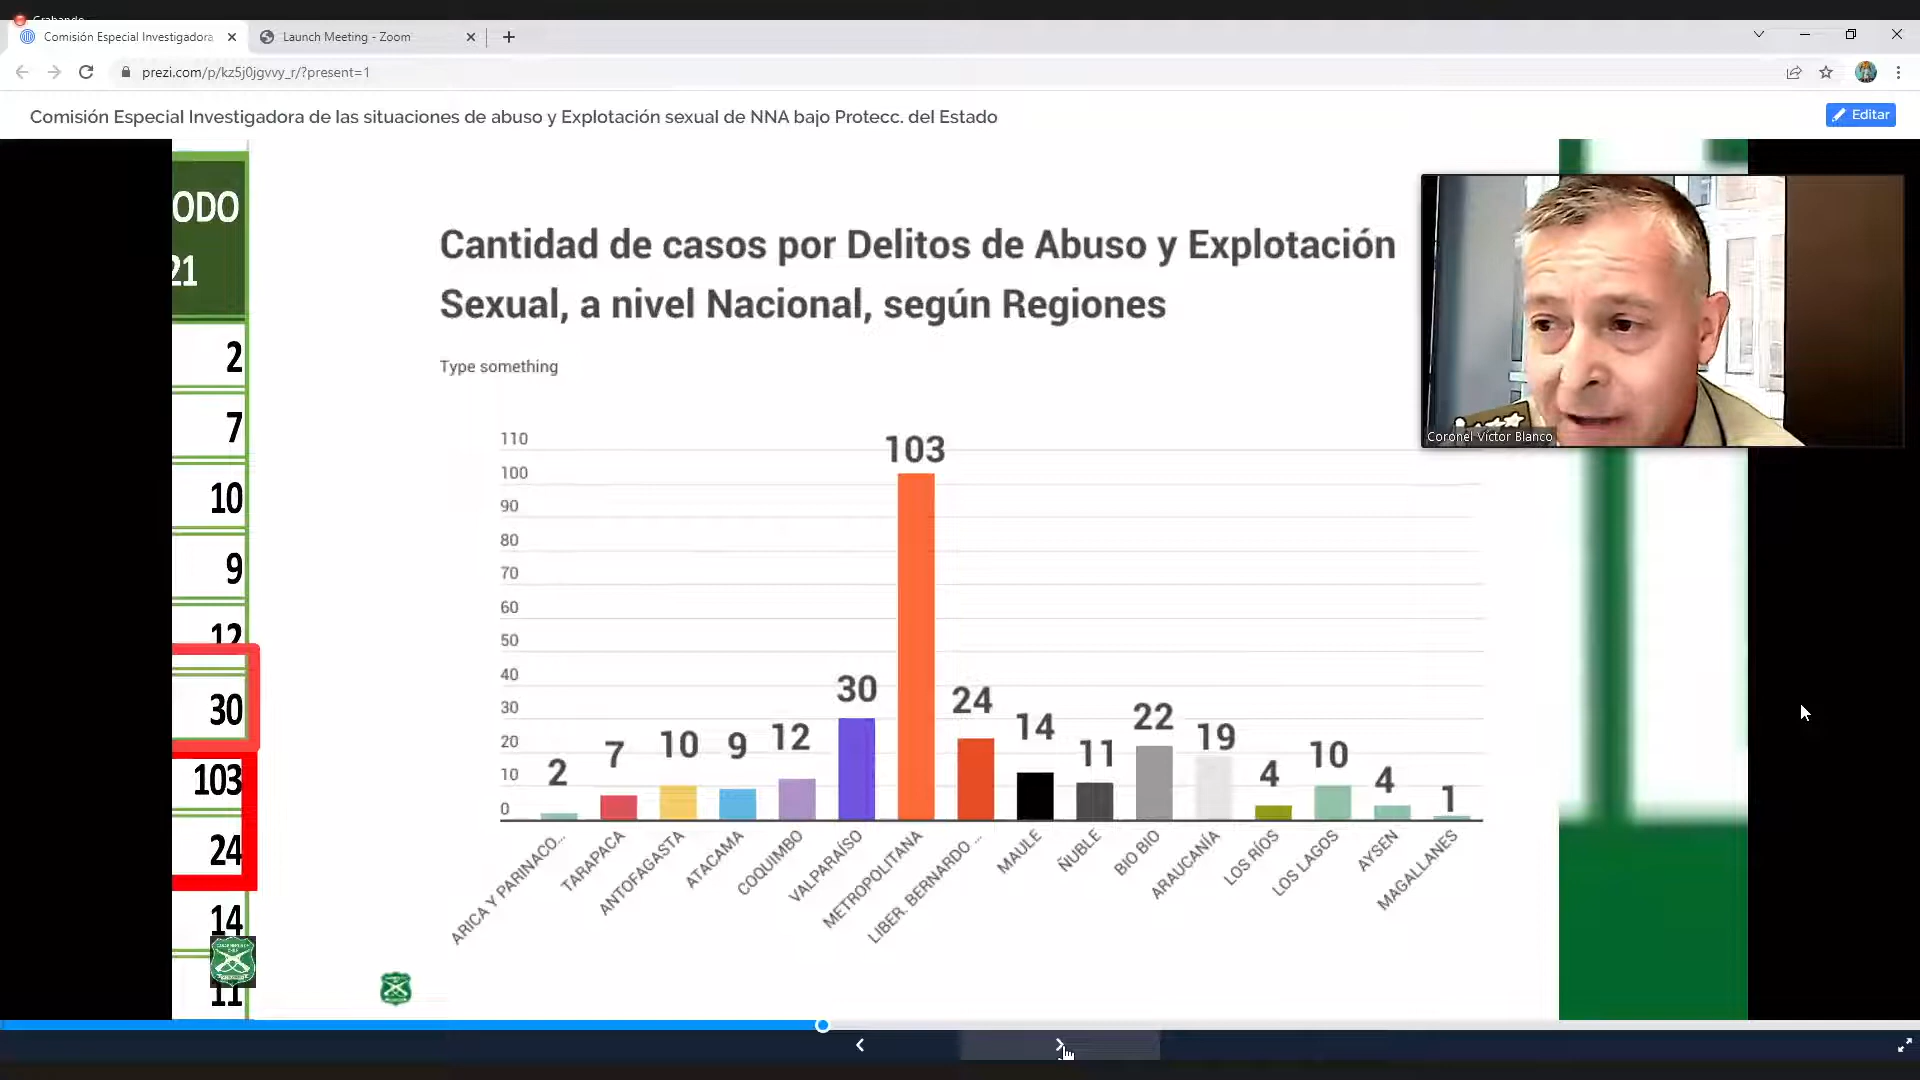 Grabando
Comisión Especial Investigadora
Launch Meeting - Zoom
prezi.com/p/kz5j0jgvvy_r/?present=1
Comisión Especial Investigadora de las situaciones de abuso y Explotación sexual de NNA bajo Protecc. del Estado
Editar
ODO
21
2
7
10
9
12
30
103
24
14
11
Cantidad de casos por Delitos de Abuso y Explotación
Sexual, a nivel Nacional, según Regiones
Type something
Coronel Víctor Blanco
110
100
90
80
70
60
50
40
30
20
10
0
2
7
10
9
12
30
103
24
14
11
22
19
4
10
4
1
ARICA Y PARINACO...
TARAPACA
ANTOFAGASTA
ATACAMA
COQUIMBO
VALPARAÍSO
METROPOLITANA
LIBER. BERNARDO ...
MAULE
ÑUBLE
BIO BIO
ARAUCANÍA
LOS RÍOS
LOS LAGOS
AYSEN
MAGALLANES